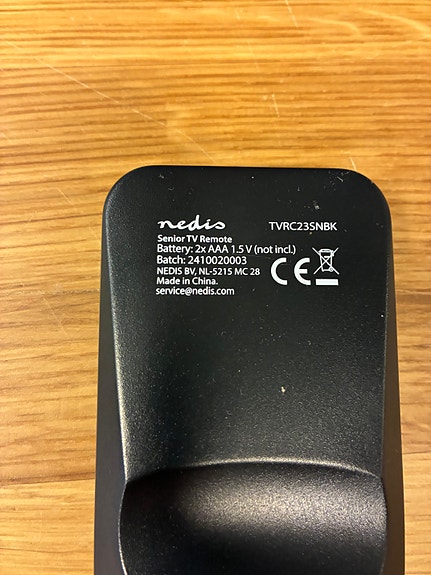 nedis TVRC23SNBK
Senior TV Remote
Battery: 2x AAA 1.5 V (not incl.)
Batch: 2410020003
NEDIS BV, NL-5215 MC 28
Made in China.
service@nedis.com
CE